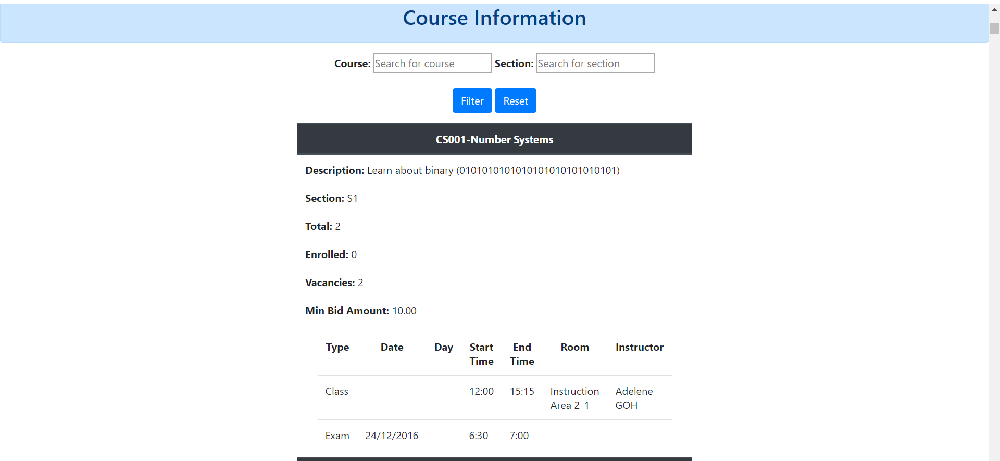 Course Information
Course: Search for course Section: Search for section
Filter Reset
CS001-Number Systems
Description: Learn about binary (0101010101010101010101010101)
Section: S1
Total: 2
Enrolled: 0
Vacancies: 2
Min Bid Amount: 10.00
Type Date Day Start Time End Time Room Instructor
Class 12:00 15:15 Instruction Area 2-1 Adelene GOH
Exam 24/12/2016 6:30 7:00